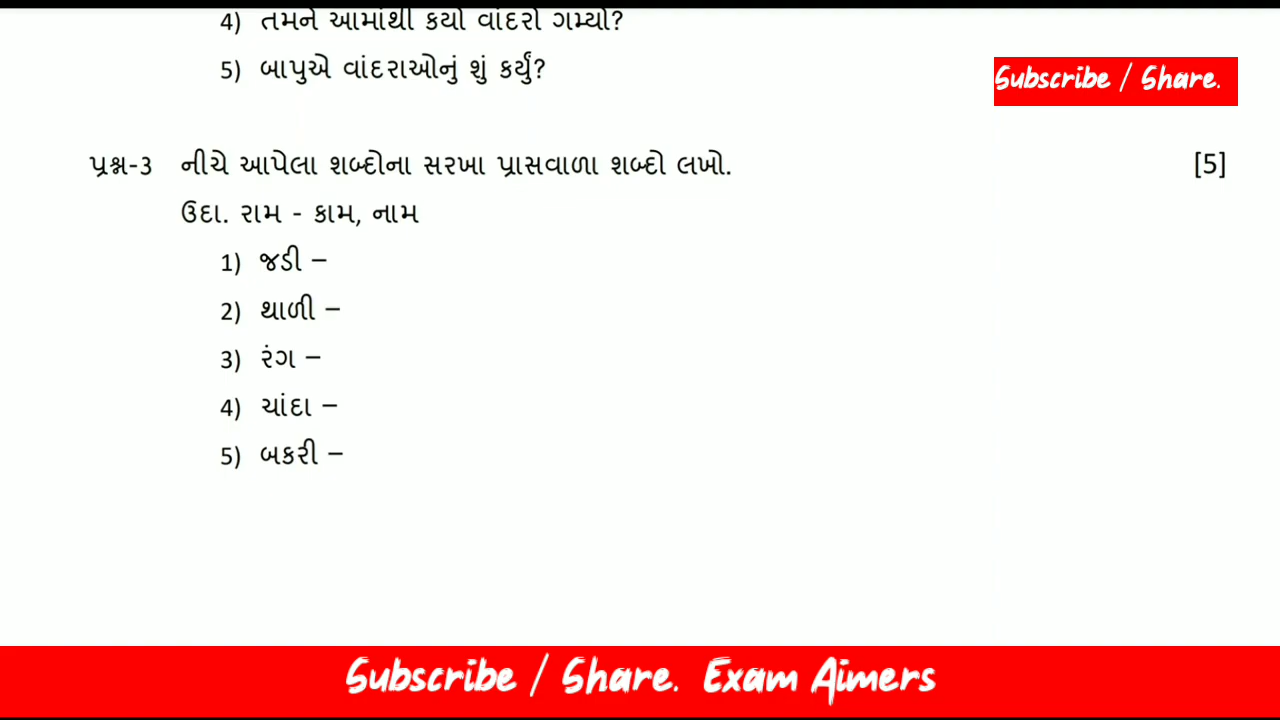 4) તમને આમાંથી કયો વાંદરો ગમ્યો?
5) બાપુએ વાંદરાઓનું શું કર્યું?
Subscribe / Share.
પ્રશ્ન-૩ નીચે આપેલા શબ્દોના સરખા પ્રાસવાળા શબ્દો લખો. [5]
ઉદા. રામ - કામ, નામ
1) જડી –
2) થાળી –
3) રંગ –
4) ચાંદા –
5) બકરી –
Subscribe / Share. Exam Aimers